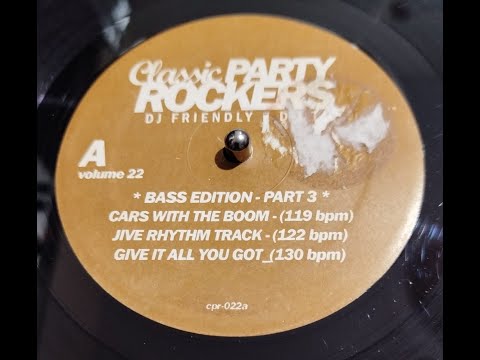 Classic PARTY
ROCKERS
DJ FRIENDLY
A
volume 22
* BASS EDITION - PART 3 *
CARS WITH THE BOOM - (119 bpm)
JIVE RHYTHM TRACK - (122 bpm)
GIVE IT ALL YOU GOT_(130 bpm)
cpr-022a